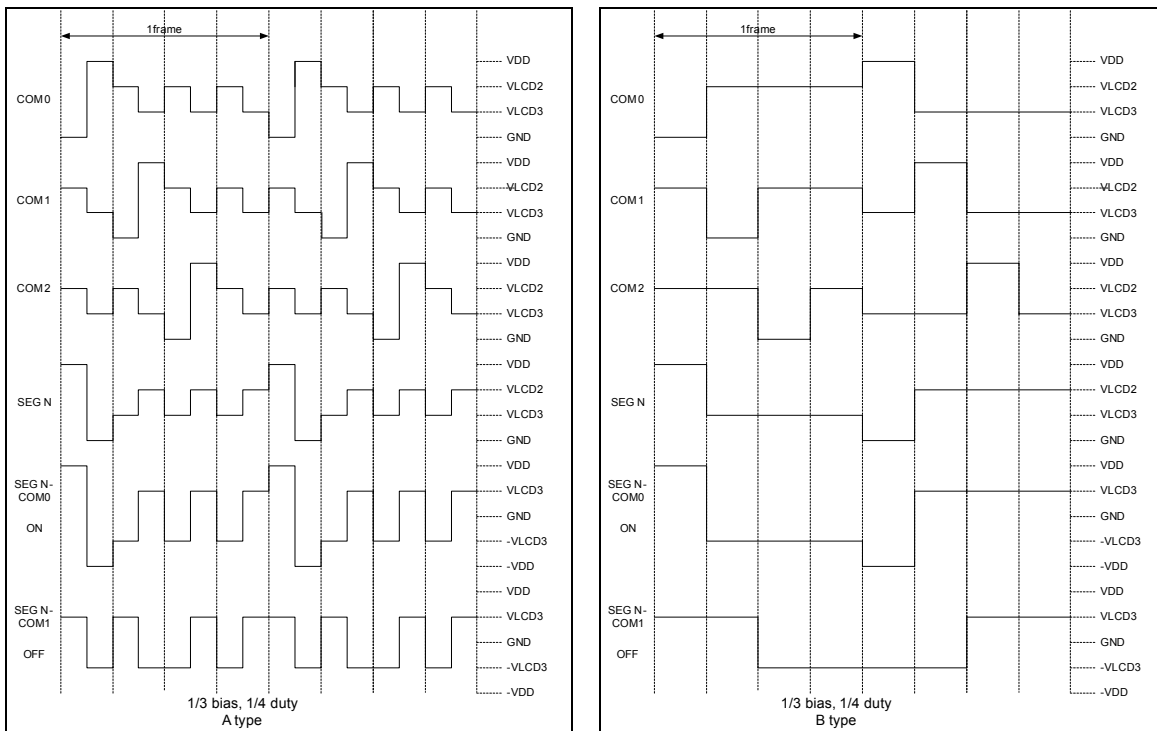 1frame
COM0
VDD
VLCD2
VLCD3
GND
COM1
VDD
VLCD2
VLCD3
GND
COM2
VDD
VLCD2
VLCD3
GND
SEG N
VDD
VLCD2
VLCD3
GND
SEG N-
COM0
ON
VDD
VLCD3
GND
-VLCD3
-VDD
SEG N-
COM1
OFF
VDD
VLCD3
GND
-VLCD3
-VDD
1/3 bias, 1/4 duty
A type
1frame
COM0
VDD
VLCD2
VLCD3
GND
COM1
VDD
VLCD2
VLCD3
GND
COM2
VDD
VLCD2
VLCD3
GND
SEG N
VDD
VLCD2
VLCD3
GND
SEG N-
COM0
ON
VDD
VLCD3
GND
-VLCD3
-VDD
SEG N-
COM1
OFF
VDD
VLCD3
GND
-VLCD3
-VDD
1/3 bias, 1/4 duty
B type